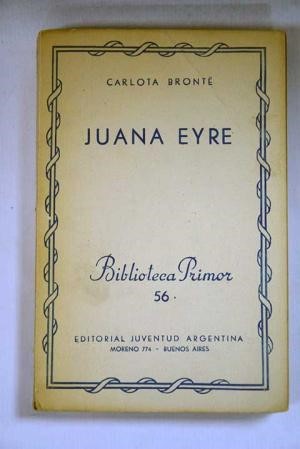 CARLOTA BRONTË
JUANA EYRE
Biblioteca Primor
56.
EDITORIAL JUVENTUD ARGENTINA
MORENO 774 - BUENOS AIRES